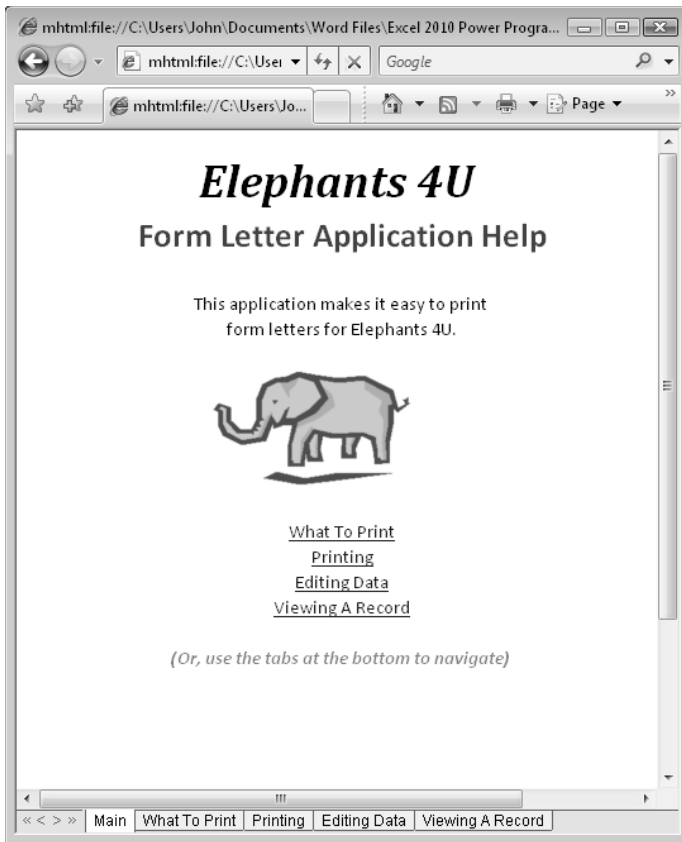 mhtml:file://C:\Users\John\Documents\Word Files\Excel 2010 Power Progra...
mhtml:file://C:\User
Google
mhtml:file://C:\Users\Jo...
Page
Elephants 4U
Form Letter Application Help
This application makes it easy to print
form letters for Elephants 4U.
What To Print
Printing
Editing Data
Viewing A Record
(Or, use the tabs at the bottom to navigate)
Main
What To Print
Printing
Editing Data
Viewing A Record